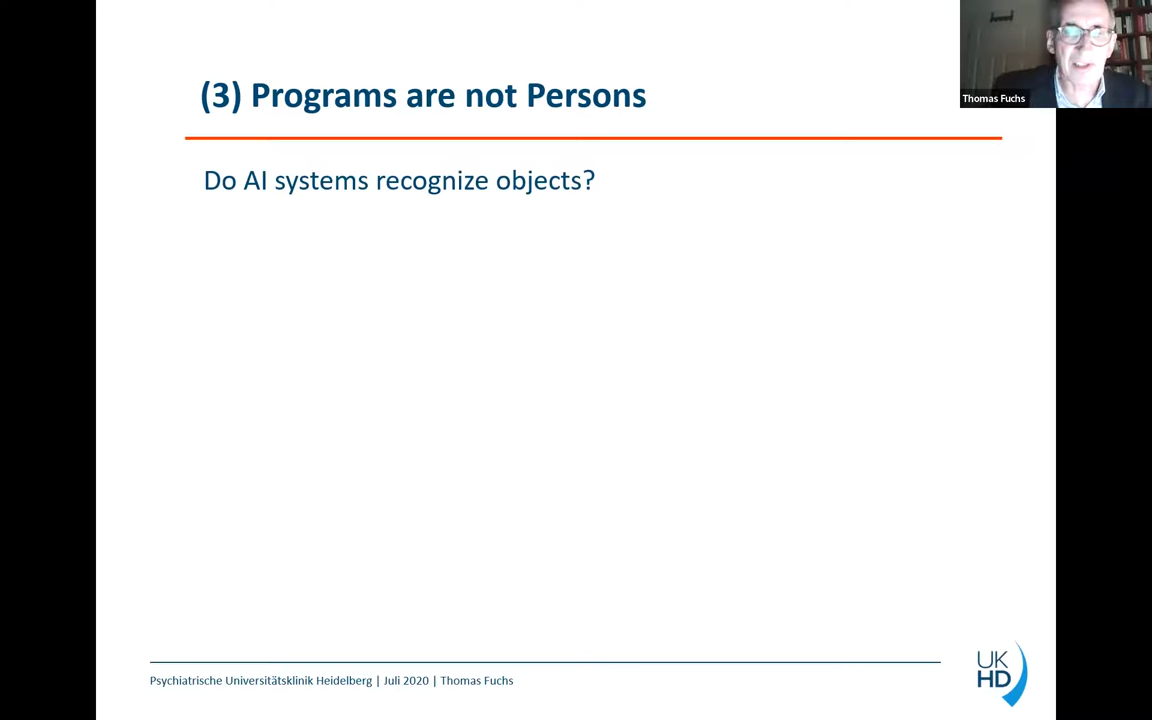 (3) Programs are not Persons
Thomas Fuchs
Do AI systems recognize objects?
Psychiatrische Universitätsklinik Heidelberg | Juli 2020 | Thomas Fuchs
UK
HD